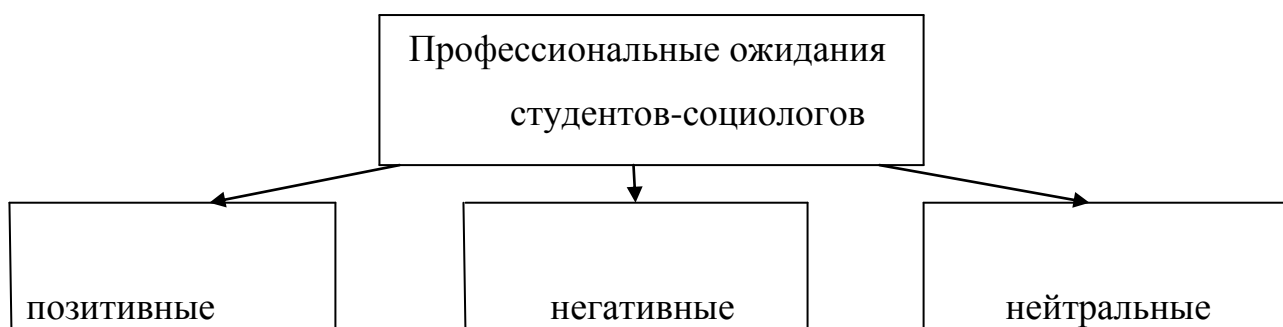 Профессиональные ожидания
студентов-социологов
позитивные
негативные
нейтральные